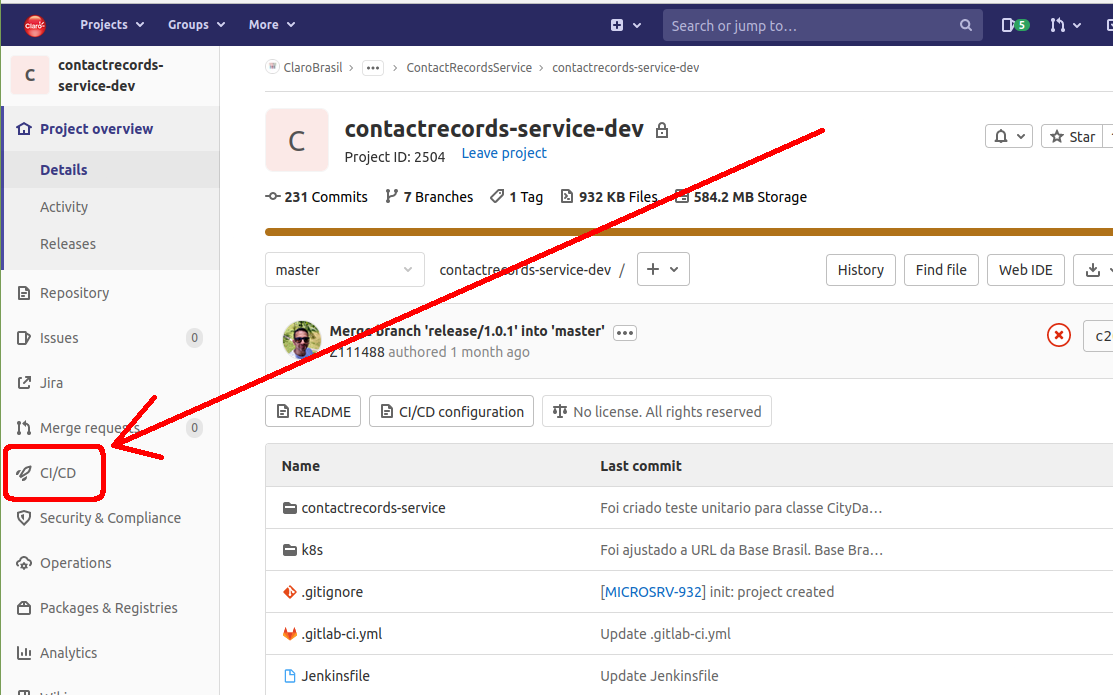 Claro
Projects
Groups
More
Search or jump to…
5
C
contactrecords-
service-dev
Project overview
Details
Activity
Releases
Repository
Issues
0
Jira
Merge requests
0
CI/CD
Security & Compliance
Operations
Packages & Registries
Analytics
ClaroBrasil
ContactRecordsService
contactrecords-service-dev
C
contactrecords-service-dev
Project ID: 2504 Leave project
Star
231 Commits
7 Branches
1 Tag
932 KB Files
584.2 MB Storage
master
contactrecords-service-dev /
History
Find file
Web IDE
Merge branch 'release/1.0.1' into 'master'
Z111488 authored 1 month ago
README
CI/CD configuration
No license. All rights reserved
Name Last commit
contactrecords-service Foi criado teste unitario para classe CityDa…
k8s Foi ajustado a URL da Base Brasil. Base Bra…
.gitignore [MICROSRV-932] init: project created
.gitlab-ci.yml Update .gitlab-ci.yml
Jenkinsfile Update Jenkinsfile